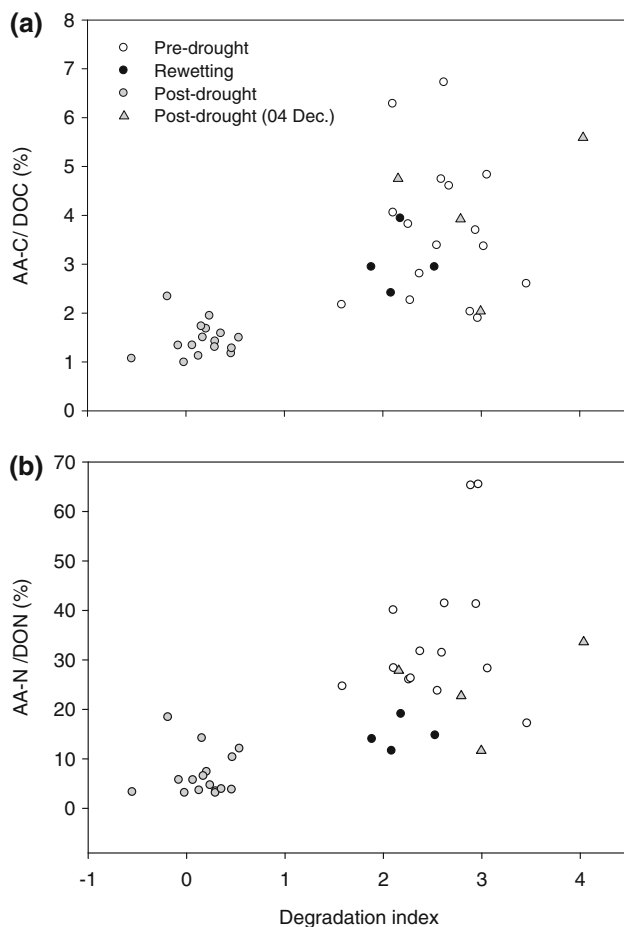 (a)
Pre-drought
Rewetting
Post-drought
Post-drought (04 Dec.)
AA-C/ DOC (%)
8
7
6
5
4
3
2
1
0
(b)
AA-N /DON (%)
70
60
50
40
30
20
10
0
-1 0 1 2 3 4
Degradation index